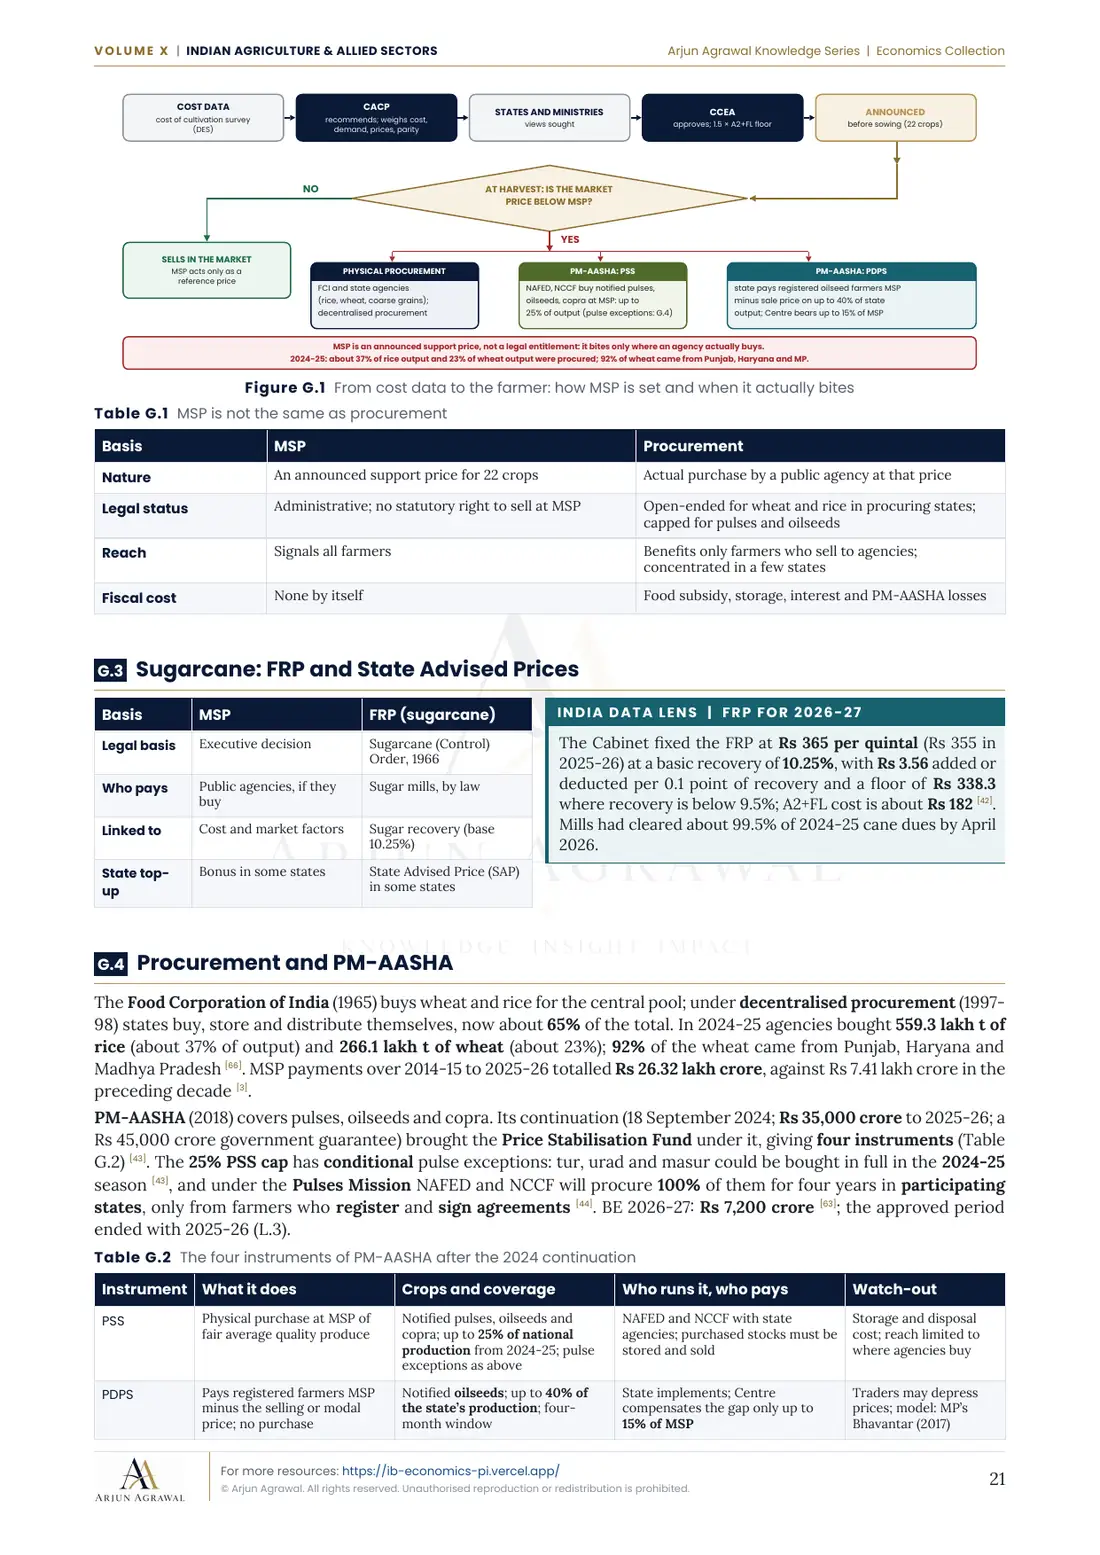 VOLUME X | INDIAN AGRICULTURE & ALLIED SECTORS
Arjun Agrawal Knowledge Series | Economics Collection
COST DATA
cost of cultivation survey
(DES)
CACP
recommends; weighs cost,
demand, prices, parity
STATES AND MINISTRIES
views sought
CCEA
approves; 1.5 × A2+FL floor
ANNOUNCED
before sowing (22 crops)
AT HARVEST: IS THE MARKET
PRICE BELOW MSP?
NO
YES
SELLS IN THE MARKET
MSP acts only as a
reference price
PHYSICAL PROCUREMENT
FCI and state agencies
(rice, wheat, coarse grains);
decentralised procurement
PM-AASHA: PSS
NAFED, NCCF buy notified pulses,
oilseeds, copra at MSP: up to
25% of output (pulse exceptions: G.4)
PM-AASHA: PDPS
state pays registered oilseed farmers MSP
minus sale price on up to 40% of state
output; Centre bears up to 15% of MSP
MSP is an announced support price, not a legal entitlement: it bites only where an agency actually buys.
2024-25: about 37% of rice output and 23% of wheat output were procured; 92% of wheat came from Punjab, Haryana and MP.
Figure G.1 From cost data to the farmer: how MSP is set and when it actually bites
Table G.1 MSP is not the same as procurement
Basis
MSP
Procurement
Nature
An announced support price for 22 crops
Actual purchase by a public agency at that price
Legal status
Administrative; no statutory right to sell at MSP
Open-ended for wheat and rice in procuring states;
capped for pulses and oilseeds
Reach
Signals all farmers
Benefits only farmers who sell to agencies;
concentrated in a few states
Fiscal cost
None by itself
Food subsidy, storage, interest and PM-AASHA losses
G.3 Sugarcane: FRP and State Advised Prices
Basis
MSP
FRP (sugarcane)
Legal basis
Executive decision
Sugarcane (Control)
Order, 1966
Who pays
Public agencies, if they
buy
Sugar mills, by law
Linked to
Cost and market factors
Sugar recovery (base
10.25%)
State top-
up
Bonus in some states
State Advised Price (SAP)
in some states
INDIA DATA LENS | FRP FOR 2026-27
The Cabinet fixed the FRP at Rs 365 per quintal (Rs 355 in
2025-26) at a basic recovery of 10.25%, with Rs 3.56 added or
deducted per 0.1 point of recovery and a floor of Rs 338.3
where recovery is below 9.5%; A2+FL cost is about Rs 182 [42].
Mills had cleared about 99.5% of 2024-25 cane dues by April
2026.
ARJUN AGRAWAL
KNOWLEDGE INSIGHT IMPACT
G.4 Procurement and PM-AASHA
The Food Corporation of India (1965) buys wheat and rice for the central pool; under decentralised procurement (1997-
98) states buy, store and distribute themselves, now about 65% of the total. In 2024-25 agencies bought 559.3 lakh t of
rice (about 37% of output) and 266.1 lakh t of wheat (about 23%); 92% of the wheat came from Punjab, Haryana and
Madhya Pradesh [66]. MSP payments over 2014-15 to 2025-26 totalled Rs 26.32 lakh crore, against Rs 7.41 lakh crore in the
preceding decade [3].
PM-AASHA (2018) covers pulses, oilseeds and copra. Its continuation (18 September 2024; Rs 35,000 crore to 2025-26; a
Rs 45,000 crore government guarantee) brought the Price Stabilisation Fund under it, giving four instruments (Table
G.2) [43]. The 25% PSS cap has conditional pulse exceptions: tur, urad and masur could be bought in full in the 2024-25
season [43], and under the Pulses Mission NAFED and NCCF will procure 100% of them for four years in participating
states, only from farmers who register and sign agreements [44]. BE 2026-27: Rs 7,200 crore [63]; the approved period
ended with 2025-26 (L.3).
Table G.2 The four instruments of PM-AASHA after the 2024 continuation
Instrument
What it does
Crops and coverage
Who runs it, who pays
Watch-out
PSS
Physical purchase at MSP of
fair average quality produce
Notified pulses, oilseeds and
copra; up to 25% of national
production from 2024-25; pulse
exceptions as above
NAFED and NCCF with state
agencies; purchased stocks must be
stored and sold
Storage and disposal
cost; reach limited to
where agencies buy
PDPS
Pays registered farmers MSP
minus the selling or modal
price; no purchase
Notified oilseeds; up to 40% of
the state's production; four-
month window
State implements; Centre
compensates the gap only up to
15% of MSP
Traders may depress
prices; model: MP's
Bhavantar (2017)
ARJUN AGRAWAL
For more resources: https://ib-economics-pi.vercel.app/
© Arjun Agrawal. All rights reserved. Unauthorised reproduction or redistribution is prohibited.
21